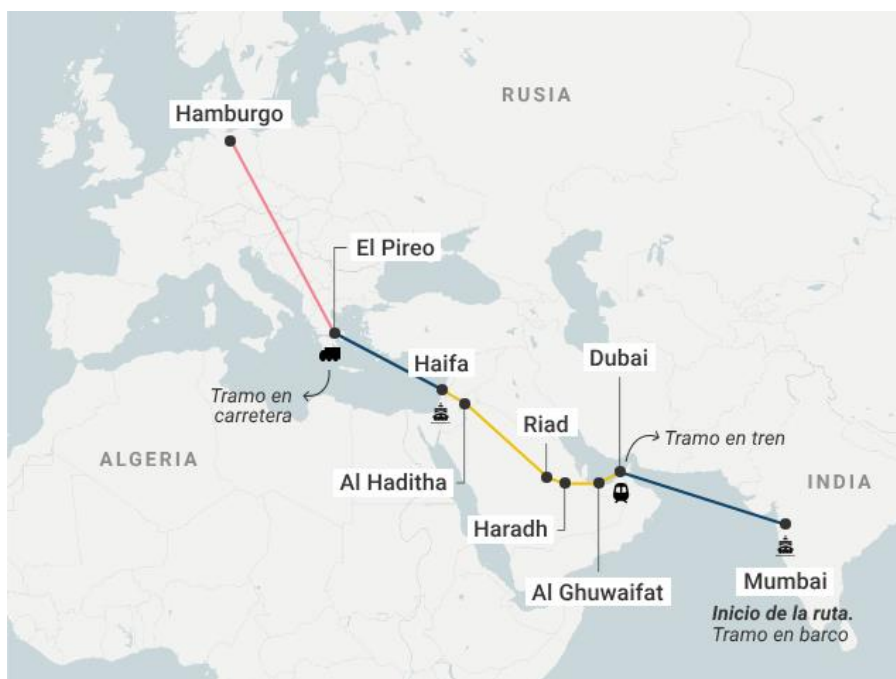 RUSIA
Hamburgo
El Pireo
Haifa
Dubai
Tramo en
carretera
Riad
Tramo en tren
ALGERIA
Al Haditha
INDIA
Haradh
Al Ghuwaifat
Mumbai
Inicio de la ruta.
Tramo en barco